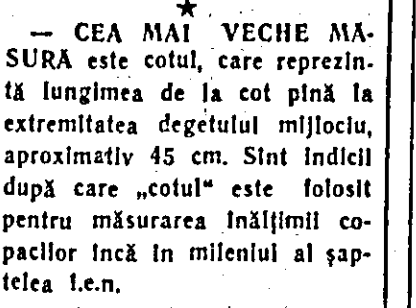 ★
— CEA MAI VECHE MĂ-
SURĂ este cotul, care reprezin-
tă lungimea de la cot pînă la
extremitatea degetului mijlociu,
aproximativ 45 cm. Sînt indicii
după care „cotul“ este folosit
pentru măsurarea înălțimii co-
pacilor încă în mileniul al șap-
telea î.e.n.